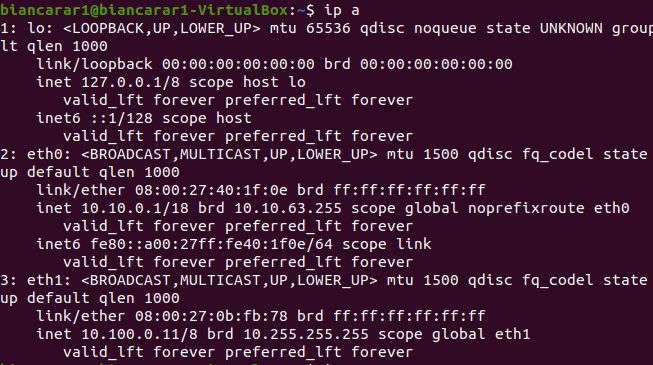 biancarar1@biancarar1-VirtualBox:~$ ip a
1: lo: <LOOPBACK,UP,LOWER_UP> mtu 65536 qdisc noqueue state UNKNOWN group
lt qlen 1000
    link/loopback 00:00:00:00:00:00 brd 00:00:00:00:00:00
    inet 127.0.0.1/8 scope host lo
       valid_lft forever preferred_lft forever
    inet6 ::1/128 scope host
       valid_lft forever preferred_lft forever
2: eth0: <BROADCAST,MULTICAST,UP,LOWER_UP> mtu 1500 qdisc fq_codel state
up default qlen 1000
    link/ether 08:00:27:40:1f:0e brd ff:ff:ff:ff:ff:ff
    inet 10.10.0.1/18 brd 10.10.63.255 scope global noprefixroute eth0
       valid_lft forever preferred_lft forever
    inet6 fe80::a00:27ff:fe40:1f0e/64 scope link
       valid_lft forever preferred_lft forever
3: eth1: <BROADCAST,MULTICAST,UP,LOWER_UP> mtu 1500 qdisc fq_codel state
up default qlen 1000
    link/ether 08:00:27:0b:fb:78 brd ff:ff:ff:ff:ff:ff
    inet 10.100.0.11/8 brd 10.255.255.255 scope global eth1
       valid_lft forever preferred_lft forever